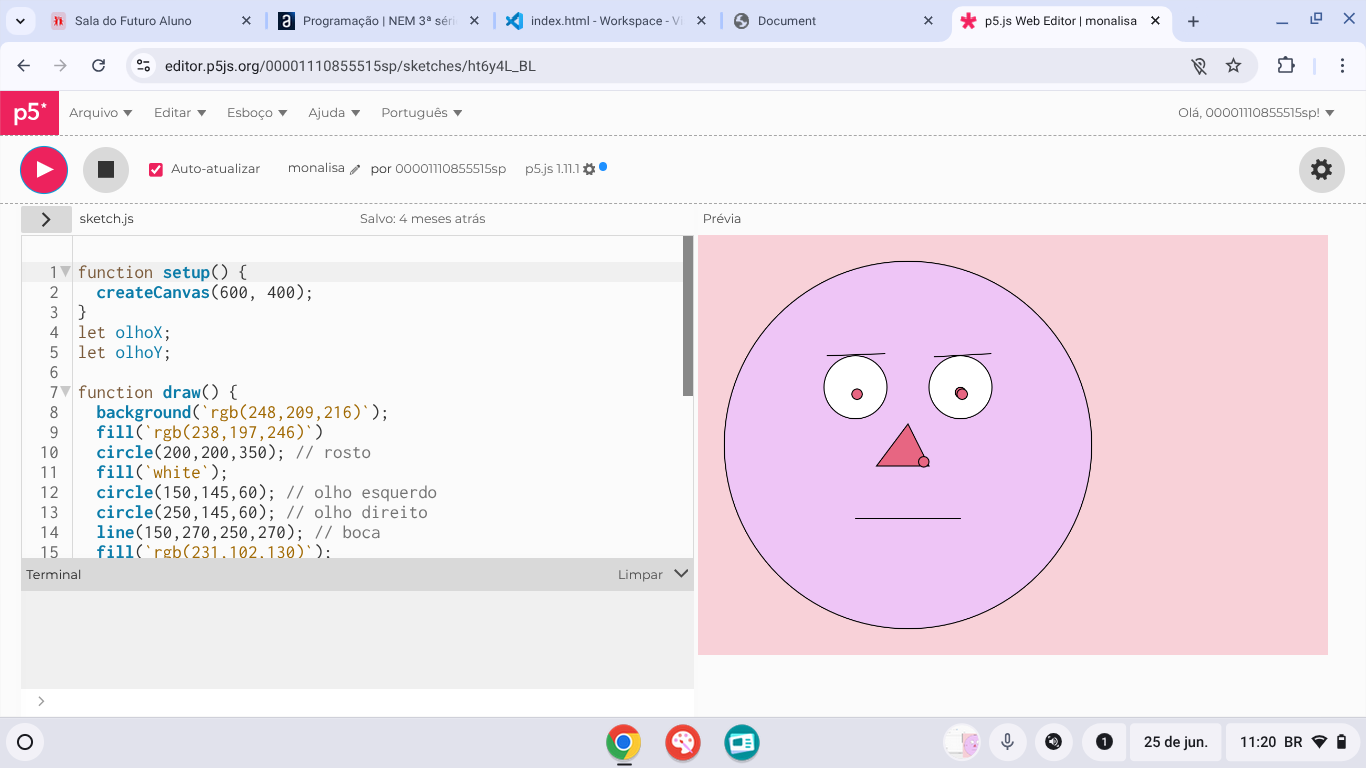 Sala do Futuro Aluno
Programação | NEM 3ª séri
index.html - Workspace - Vi
Document
p5.js Web Editor | monalisa
editor.p5js.org/00001110855515sp/sketches/ht6y4L_BL
p5* Arquivo Editar Esboço Ajuda Português Olá, 00001110855515sp!
Auto-atualizar monalisa por 00001110855515sp p5.js 1.11.1
sketch.js Salvo: 4 meses atrás Prévia
1 function setup() {
2 createCanvas(600, 400);
3 }
4 let olhoX;
5 let olhoY;
6
7 function draw() {
8 background(`rgb(248,209,216)`);
9 fill(`rgb(238,197,246)`)
10 circle(200,200,350); // rosto
11 fill(`white`);
12 circle(150,145,60); // olho esquerdo
13 circle(250,145,60); // olho direito
14 line(150,270,250,270); // boca
15 fill(`rgb(231,102,130)`);
Terminal Limpar
>
1 25 de jun. 11:20 BR